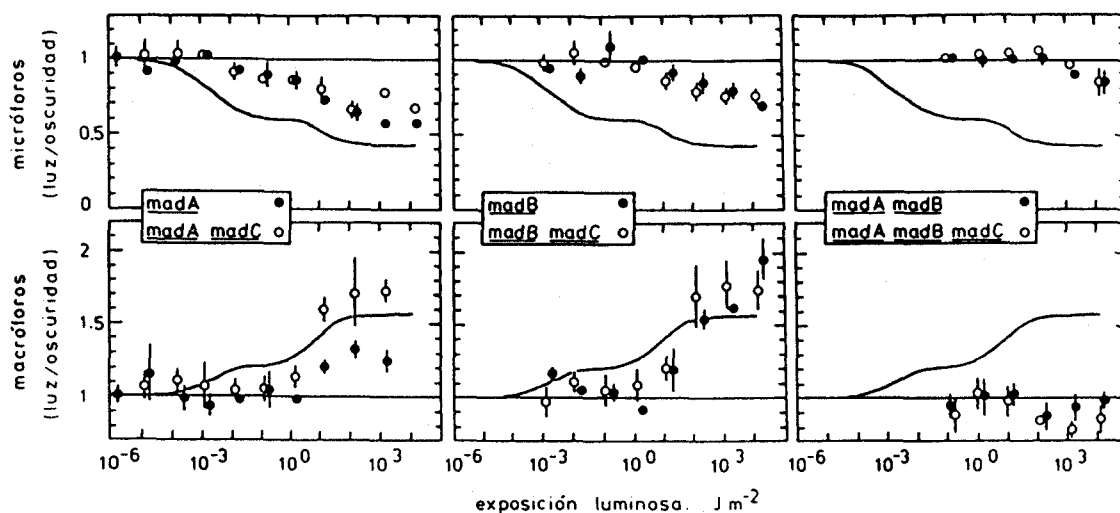 micróforos
(luz/oscuridad)
1
0.5
0
madA
madA madC
madB
madB madC
madA madB
madA madB madC
macróforos
(luz/oscuridad)
2
1.5
1
10⁻⁶ 10⁻³ 10⁰ 10³ 10⁻⁶ 10⁻³ 10⁰ 10³ 10⁻⁶ 10⁻³ 10⁰ 10³
exposición luminosa. J m⁻²